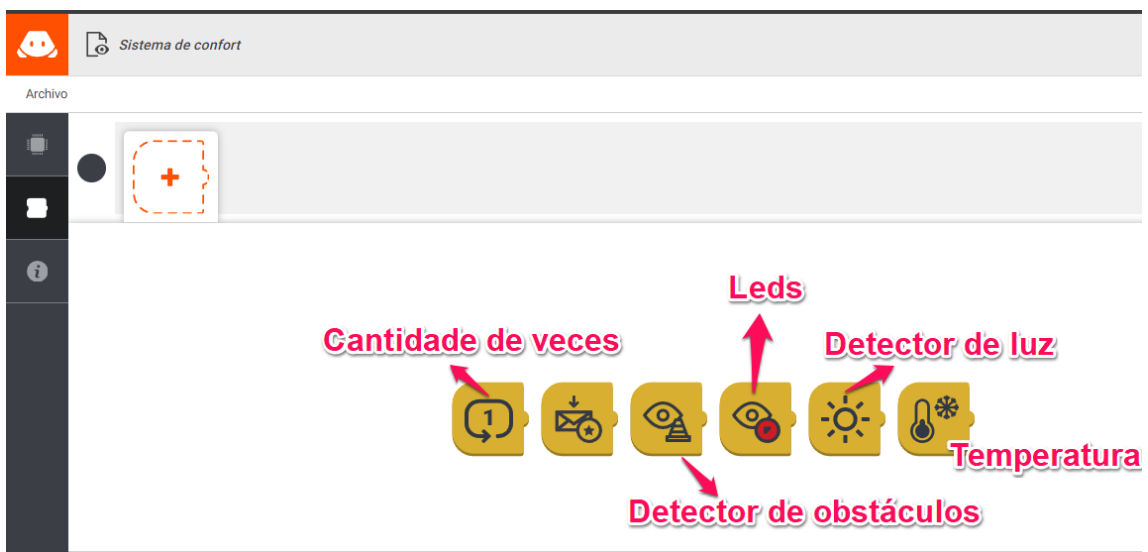 Sistema de confort
Archivo
Leds
Cantidade de veces
Detector de luz
1
Temperatura
Detector de obstáculos